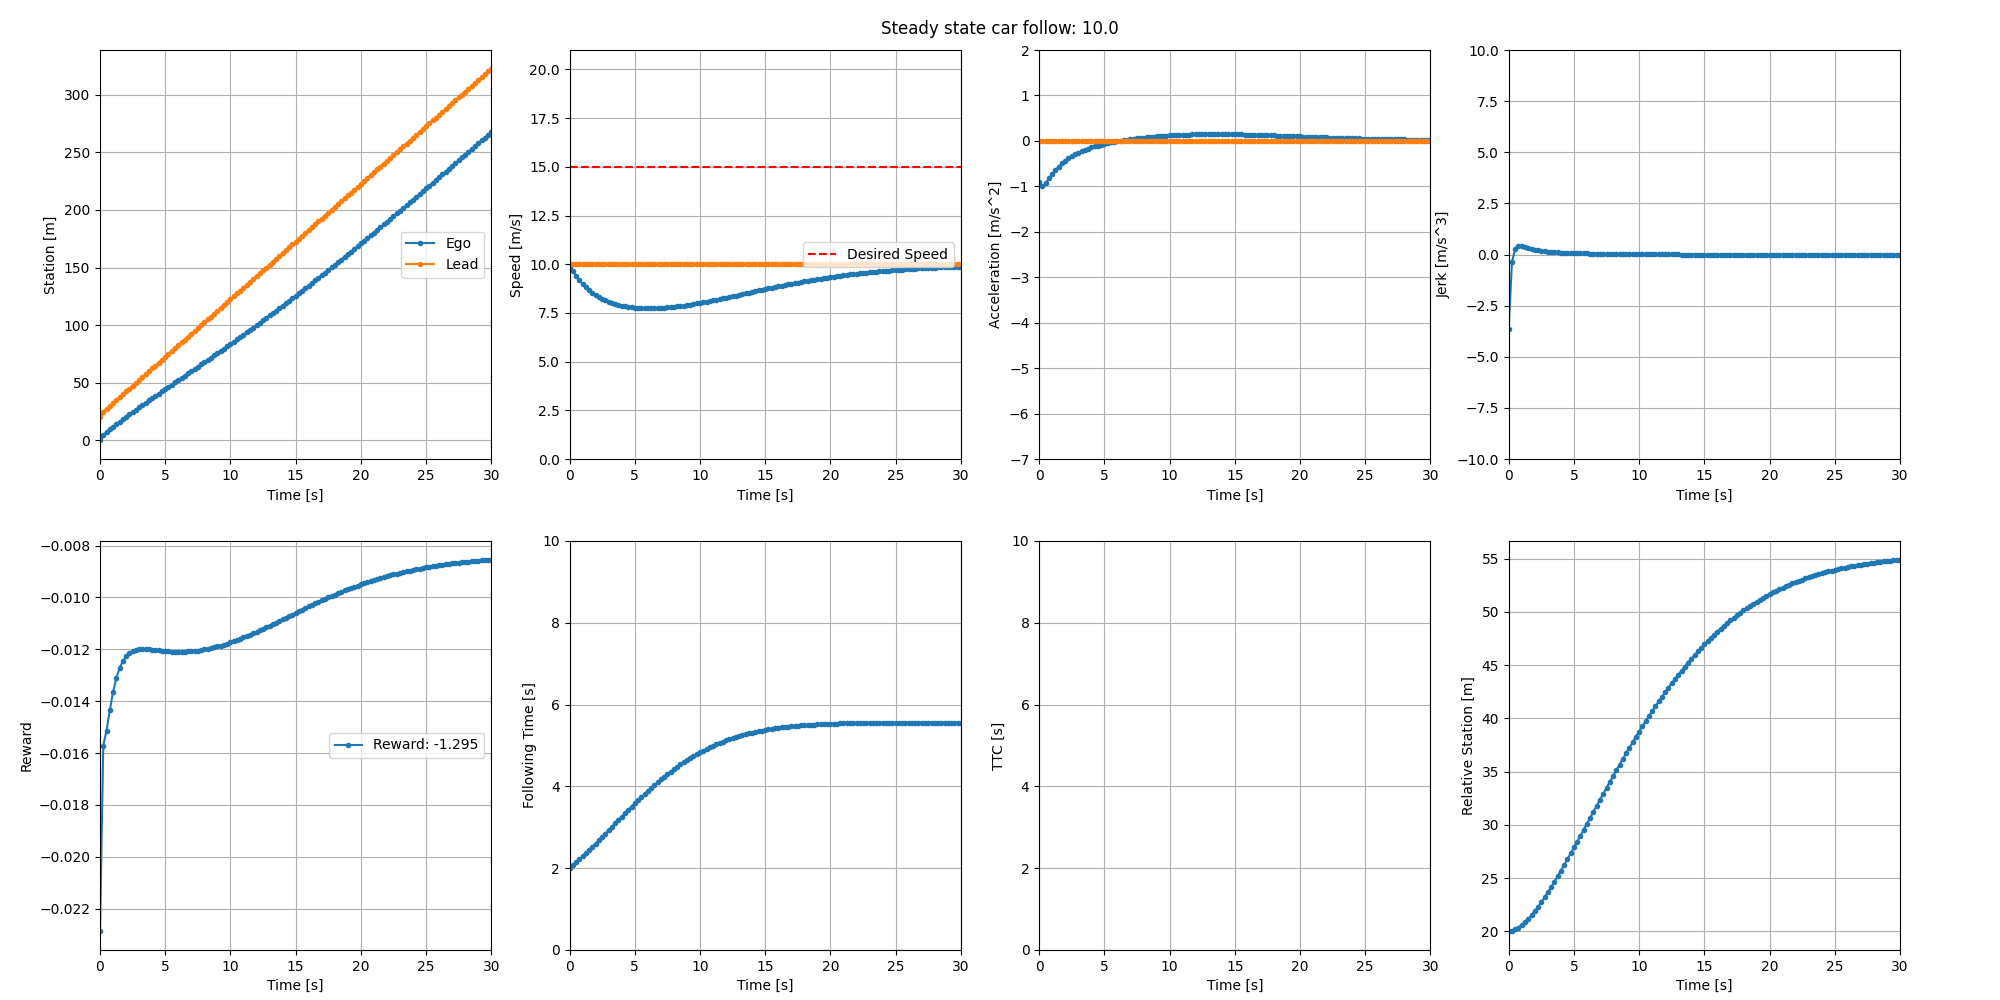 Steady state car follow: 10.0
Station [m]
300
250
200
150
100
50
0
Ego
Lead
0 5 10 15 20 25 30
Time [s]
Speed [m/s]
20.0
17.5
15.0
12.5
10.0
7.5
5.0
2.5
0.0
Desired Speed
0 5 10 15 20 25 30
Time [s]
Acceleration [m/s^2]
2
1
0
−1
−2
−3
−4
−5
−6
−7
0 5 10 15 20 25 30
Time [s]
Jerk [m/s^3]
10.0
7.5
5.0
2.5
0.0
−2.5
−5.0
−7.5
−10.0
0 5 10 15 20 25 30
Time [s]
Reward
−0.008
−0.010
−0.012
−0.014
−0.016
−0.018
−0.020
−0.022
Reward: -1.295
0 5 10 15 20 25 30
Time [s]
Following Time [s]
10
8
6
4
2
0
0 5 10 15 20 25 30
Time [s]
TTC [s]
10
8
6
4
2
0
0 5 10 15 20 25 30
Time [s]
Relative Station [m]
55
50
45
40
35
30
25
20
0 5 10 15 20 25 30
Time [s]